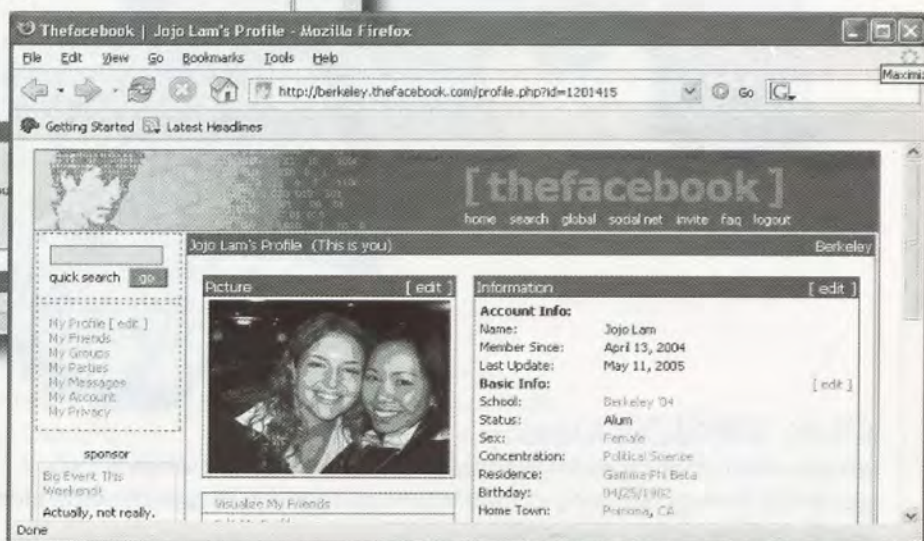 Thefacebook | Jojo Lam's Profile - Mozilla Firefox
File Edit View Go Bookmarks Tools Help
http://berkeley.thefacebook.com/profile.php?id=1201415
Go
G
Getting Started Latest Headlines
[ thefacebook ]
home search global social net invite faq logout
Jojo Lam's Profile (This is you) Berkeley
quick search go
My Profile [ edit ]
My Friends
My Groups
My Parties
My Messages
My Account
My Privacy
sponsor
Big Event This
Weekend!
Actually, not really.
Picture [ edit ]
Visualize My Friends
Information [ edit ]
Account Info:
Name: Jojo Lam
Member Since: April 13, 2004
Last Update: May 11, 2005
Basic Info: [ edit ]
School: Berkeley '04
Status: Alum
Sex: Female
Concentration: Political Science
Residence: Gamma Phi Beta
Birthday: 04/25/1982
Home Town: Pomona, CA
Done